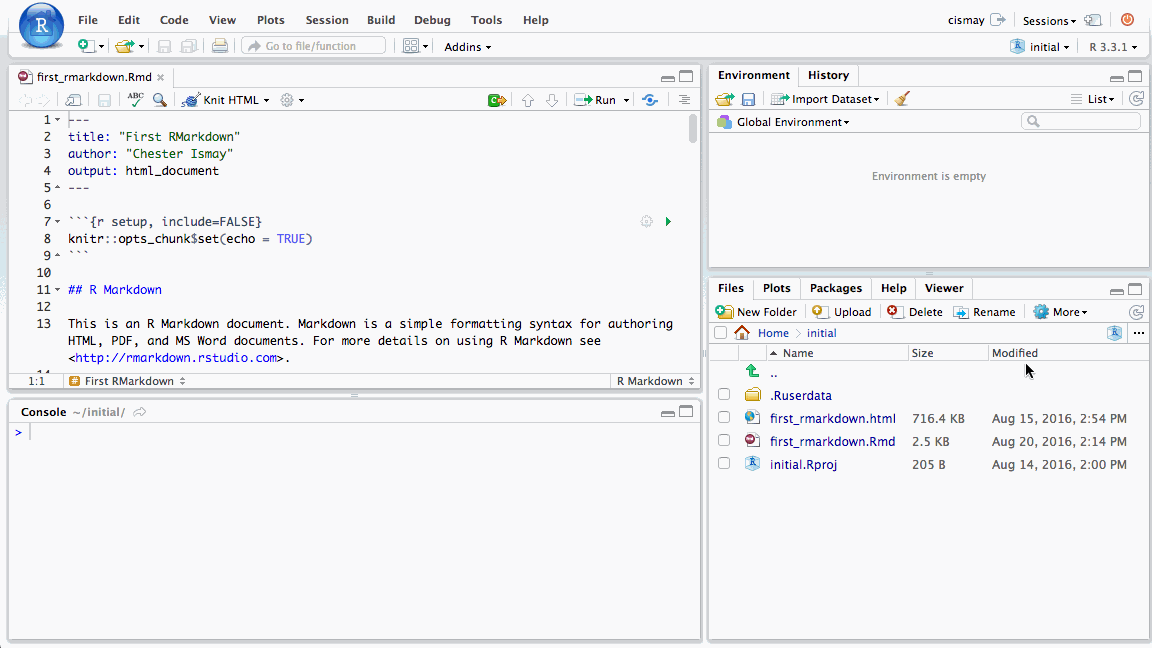 R
File Edit Code View Plots Session Build Debug Tools Help
cismay Sessions
Go to file/function Addins
initial R 3.3.1
first_rmarkdown.Rmd
ABC Knit HTML Run
1 ---
2 title: "First RMarkdown"
3 author: "Chester Ismay"
4 output: html_document
5 ---
6
7 ```{r setup, include=FALSE}
8 knitr::opts_chunk$set(echo = TRUE)
9 ```
10
11 ## R Markdown
12
13 This is an R Markdown document. Markdown is a simple formatting syntax for authoring
HTML, PDF, and MS Word documents. For more details on using R Markdown see
<http://rmarkdown.rstudio.com>.
1:1 # First RMarkdown R Markdown
Console ~/initial/
>
Environment History
Import Dataset List
Global Environment
Environment is empty
Files Plots Packages Help Viewer
New Folder Upload Delete Rename More
Home initial
Name Size Modified
..
.Ruserdata
first_rmarkdown.html 716.4 KB Aug 15, 2016, 2:54 PM
first_rmarkdown.Rmd 2.5 KB Aug 20, 2016, 2:14 PM
initial.Rproj 205 B Aug 14, 2016, 2:00 PM